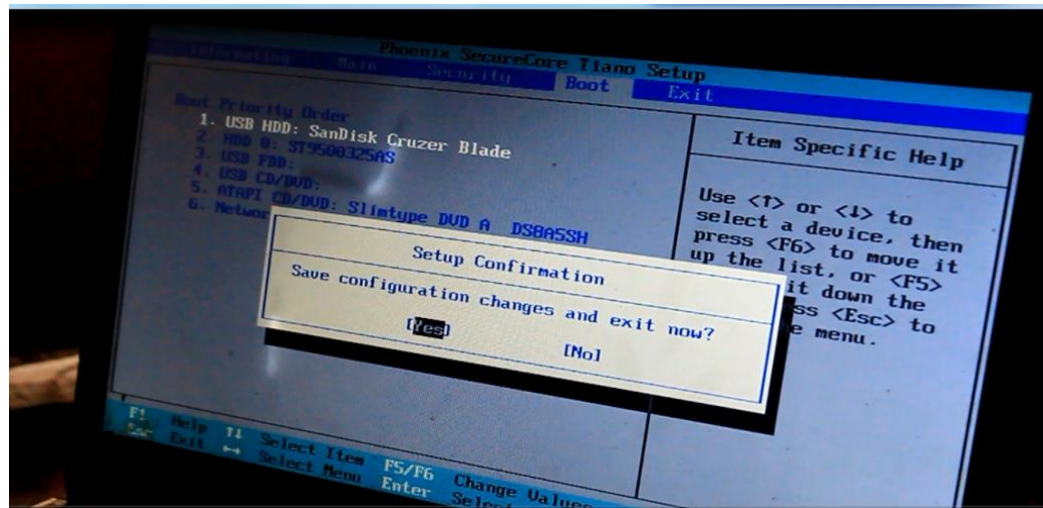 Phoenix SecureCore Tiano Setup
Information Main Security Boot Exit
Boot Priority Order
1. USB HDD: SanDisk Cruzer Blade
2. HDD 0: ST9500325AS
3. USB FDD:
4. USB CD/DVD:
5. ATAPI CD/DVD: Slimtype DVD A DS8A5SH
6. Networ
Setup Confirmation
Save configuration changes and exit now?
[Yes] [No]
Item Specific Help
Use <↑> or <↓> to
select a device, then
press <F6> to move it
up the list, or <F5>
it down the
ss <Esc> to
e menu.
F1 Help ↑↓ Select Item F5/F6 Change Values
Esc Exit ↔ Select Menu Enter Select